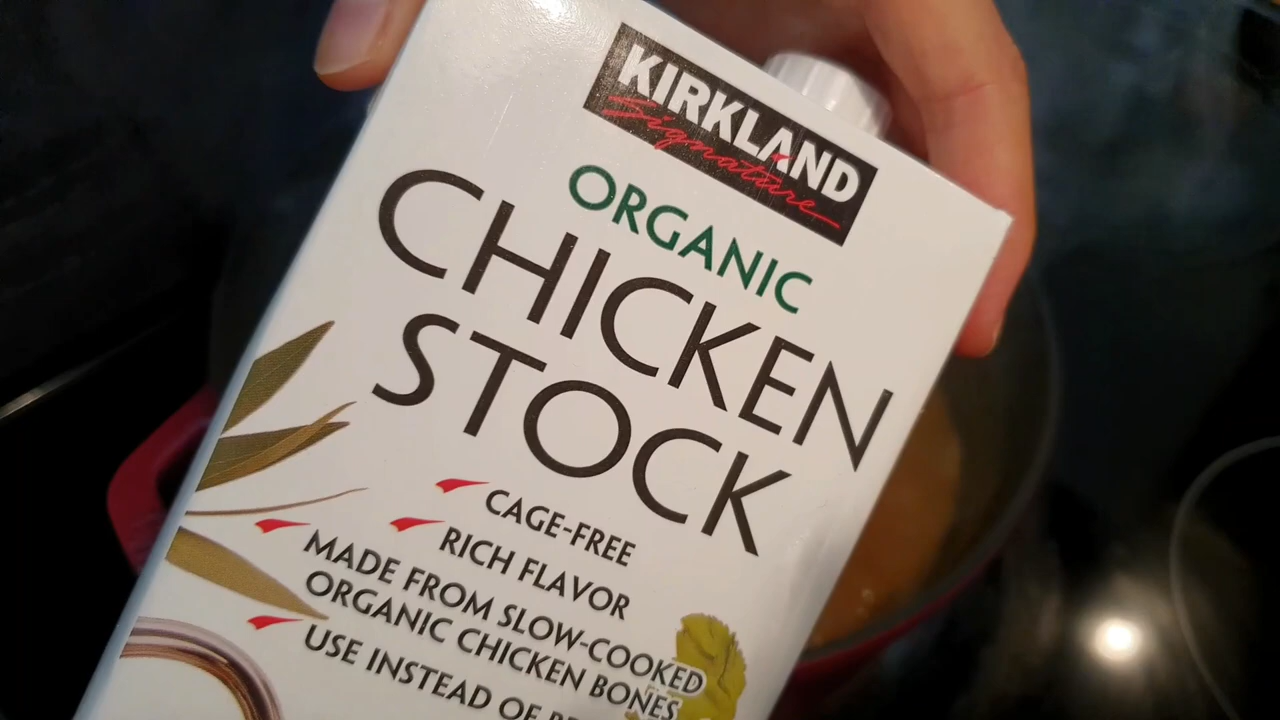 KIRKLAND
Signature
ORGANIC
CHICKEN
STOCK
CAGE-FREE
RICH FLAVOR
MADE FROM SLOW-COOKED
ORGANIC CHICKEN BONES
USE INSTEAD OF